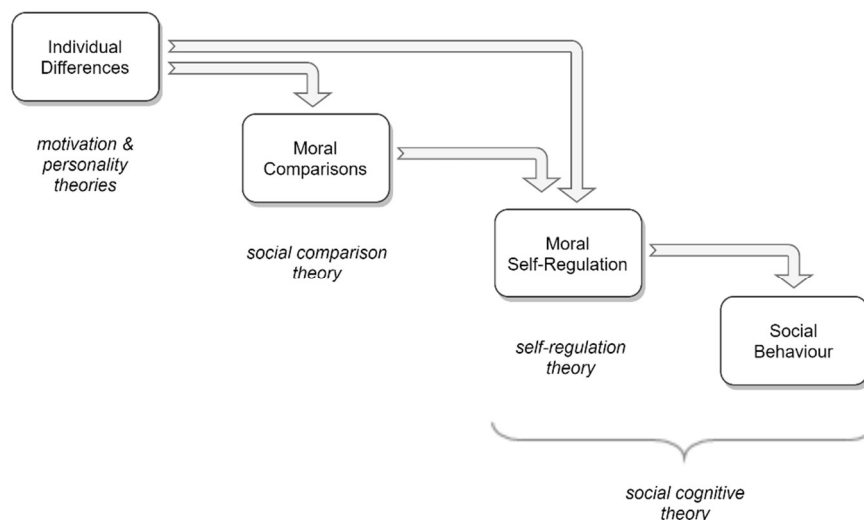 Individual
Differences
motivation &
personality
theories
Moral
Comparisons
social comparison
theory
Moral
Self-Regulation
self-regulation
theory
Social
Behaviour
social cognitive
theory